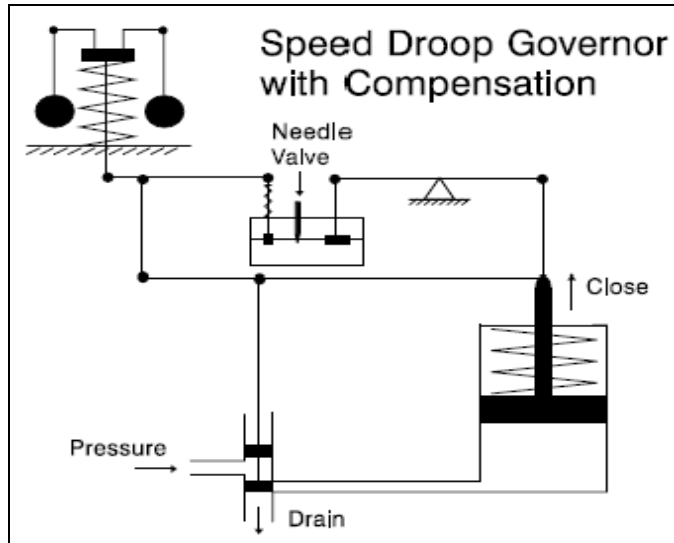 Speed Droop Governor
with Compensation
Needle
Valve
Close
Pressure
Drain